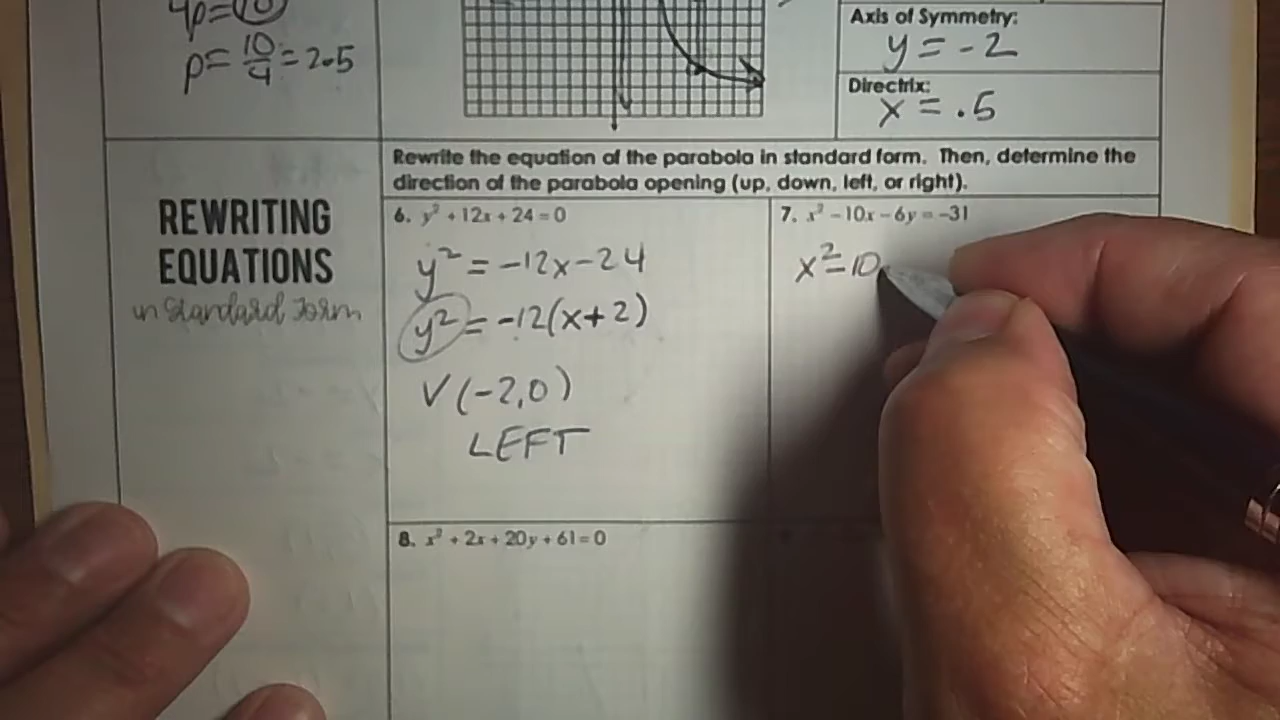 4p=10
p=10/4=2.5
Axis of Symmetry:
y=-2
Directrix:
x=.5
REWRITING
EQUATIONS
in Standard Form
Rewrite the equation of the parabola in standard form. Then, determine the
direction of the parabola opening (up, down, left, or right).
6. y²+12x+24=0
y²=-12x-24
y²=-12(x+2)
V(-2,0)
LEFT
7. x²-10x-6y=-31
x²-10
8. x²+2x+20y+61=0